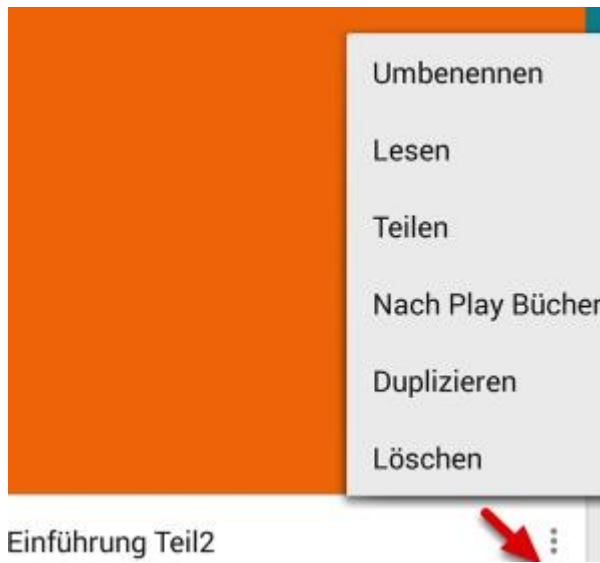 Umbenennen
Lesen
Teilen
Nach Play Bücher
Duplizieren
Löschen
Einführung Teil2